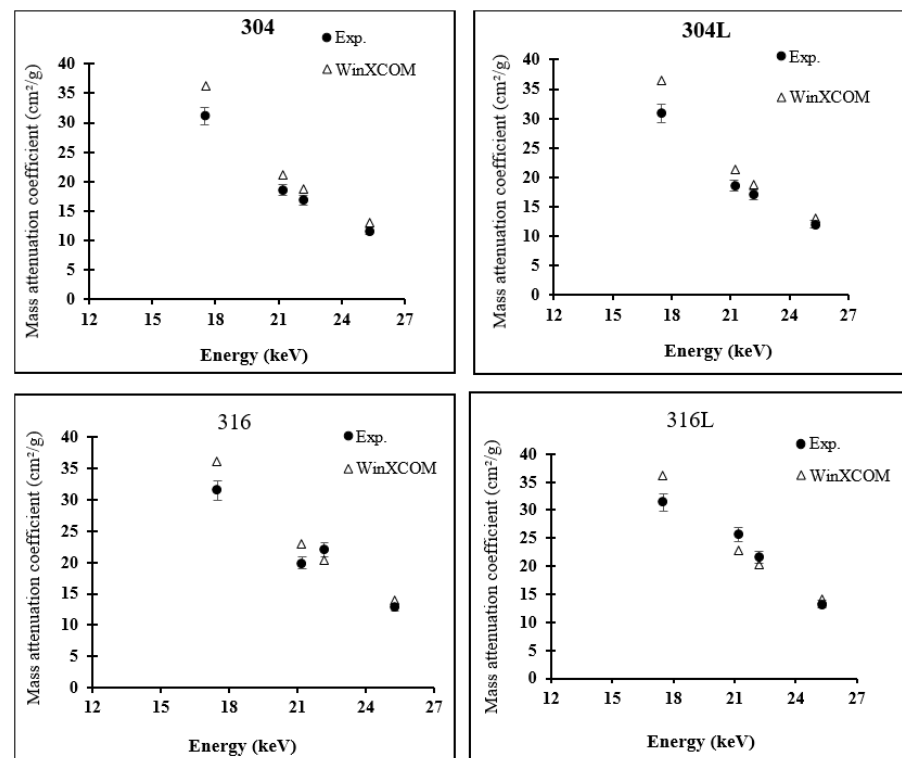 304
Exp.
WinXCOM
Mass attenuation coefficient (cm²/g)
40
35
30
25
20
15
10
5
0
12 15 18 21 24 27
Energy (keV)
304L
Exp.
WinXCOM
Mass attenuation coefficient (cm²/g)
40
35
30
25
20
15
10
5
0
12 15 18 21 24 27
Energy (keV)
316
Exp.
WinXCOM
Mass attenuation coefficient (cm²/g)
40
35
30
25
20
15
10
5
0
12 15 18 21 24 27
Energy (keV)
316L
Exp.
WinXCOM
Mass attenuation coefficient (cm²/g)
40
35
30
25
20
15
10
5
0
12 15 18 21 24 27
Energy (keV)